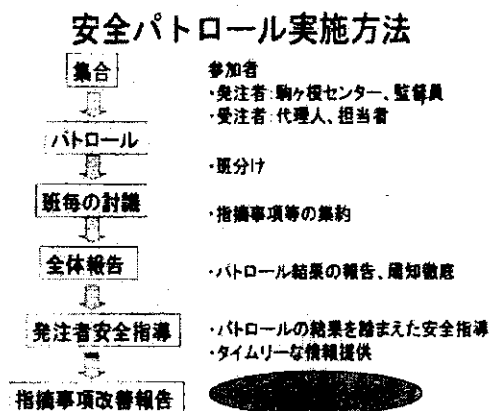 安全パトロール実施方法
集合
参加者
・発注者:駒ヶ根センター、監督員
・受注者:代理人、担当者
パトロール
・班分け
班毎の討議
・指摘事項等の集約
全体報告
・パトロール結果の報告、周知徹底
発注者安全指導
・パトロールの結果を踏まえた安全指導
・タイムリーな情報提供
指摘事項改善報告